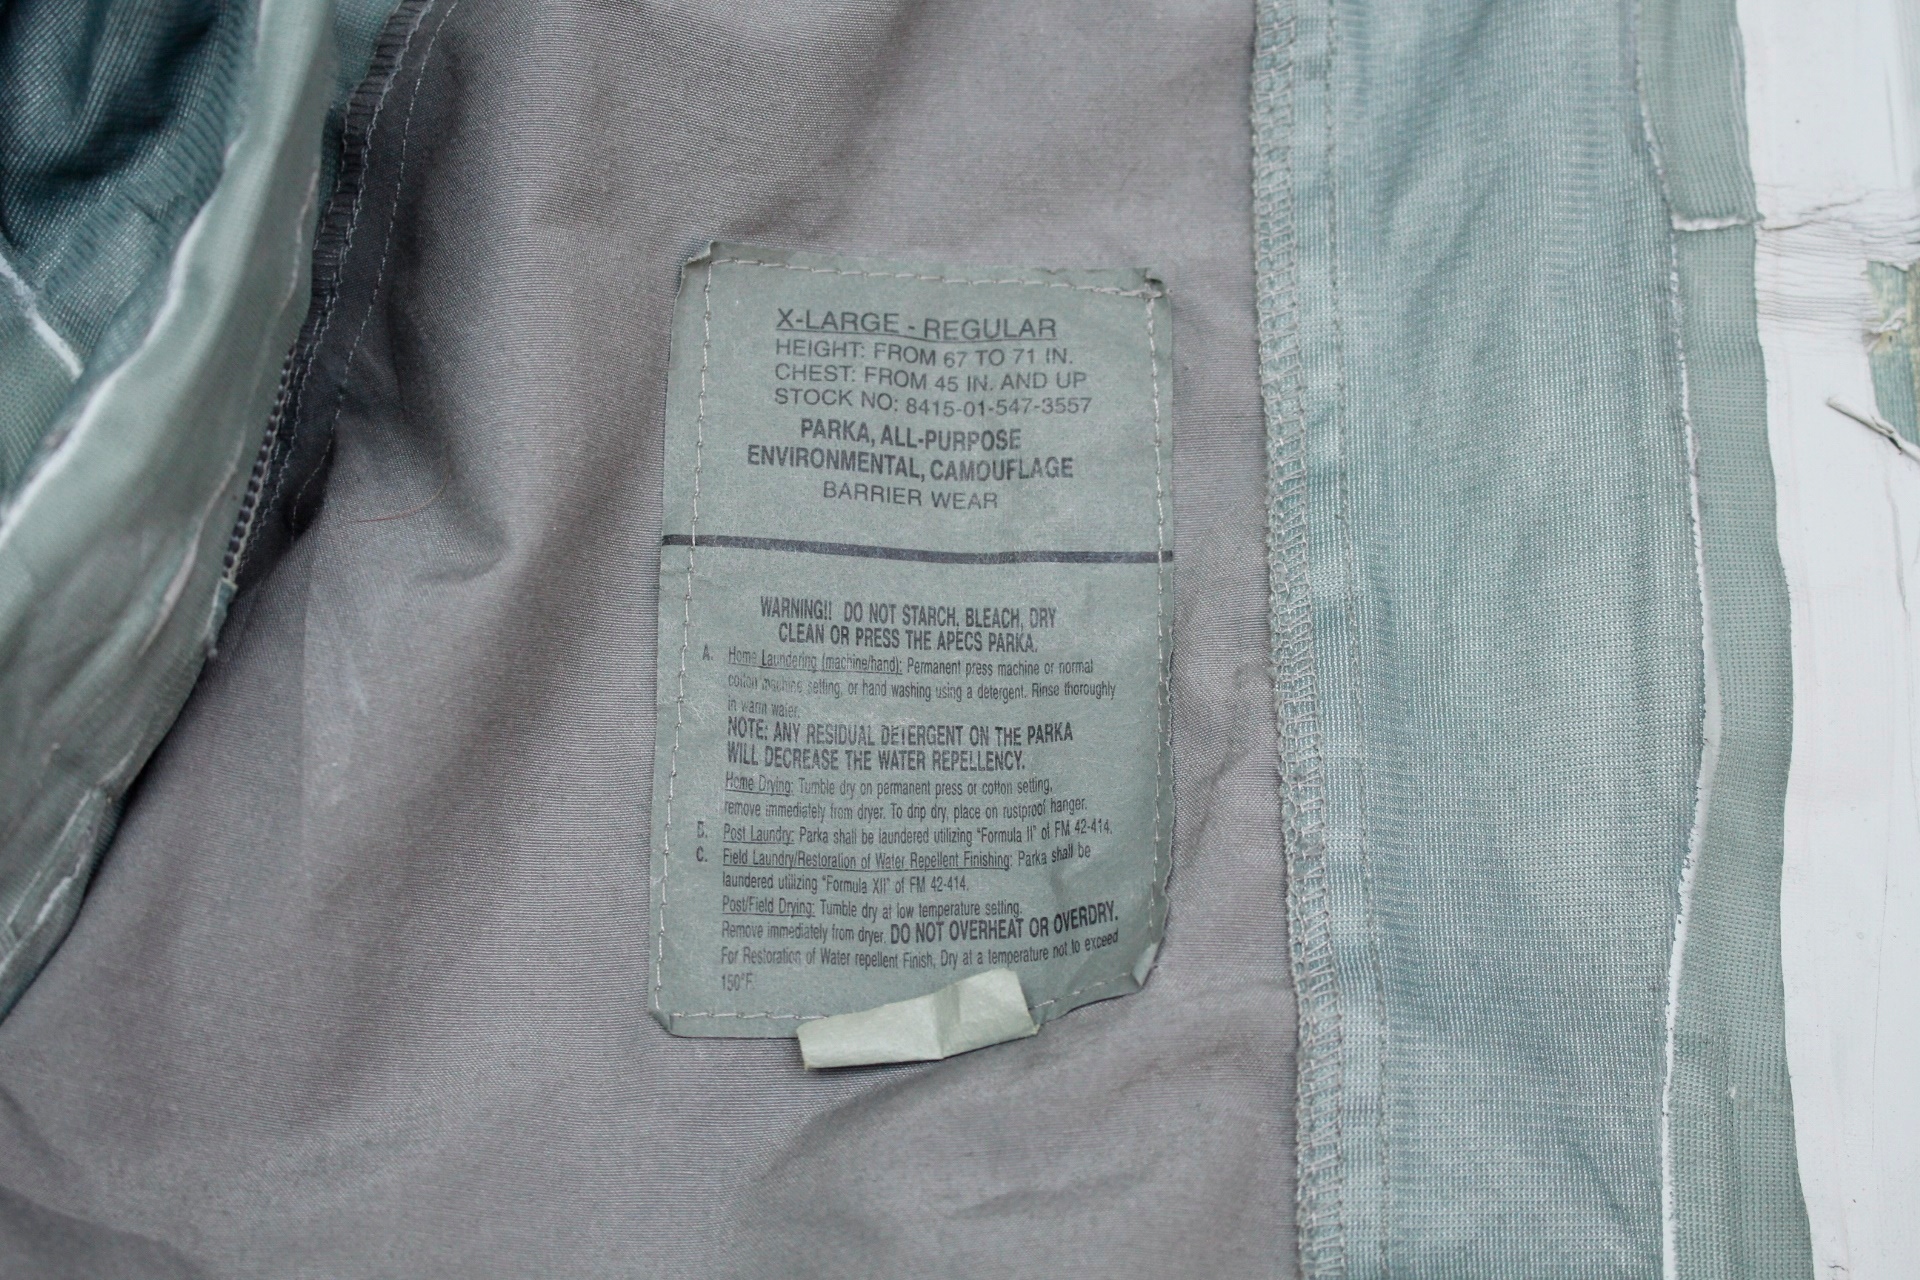 X-LARGE - REGULAR
HEIGHT: FROM 67 TO 71 IN.
CHEST: FROM 45 IN. AND UP
STOCK NO: 8415-01-547-3557
PARKA, ALL-PURPOSE
ENVIRONMENTAL, CAMOUFLAGE
BARRIER WEAR
WARNING!! DO NOT STARCH, BLEACH, DRY
CLEAN OR PRESS THE APECS PARKA.
A. Home Laundering (machine/hand): Permanent press machine or normal
cotton machine setting, or hand washing using a detergent. Rinse thoroughly
in warm water.
NOTE: ANY RESIDUAL DETERGENT ON THE PARKA
WILL DECREASE THE WATER REPELLENCY.
Home Drying: Tumble dry on permanent press or cotton setting,
remove immediately from dryer. To drip dry, place on rustproof hanger.
B. Post Laundry: Parka shall be laundered utilizing "Formula II" of FM 42-414.
C. Field Laundry/Restoration of Water Repellent Finishing: Parka shall be
laundered utilizing "Formula XII" of FM 42-414.
Post/Field Drying: Tumble dry at low temperature setting.
Remove immediately from dryer. DO NOT OVERHEAT OR OVERDRY.
For Restoration of Water repellent Finish, Dry at a temperature not to exceed
150°F.